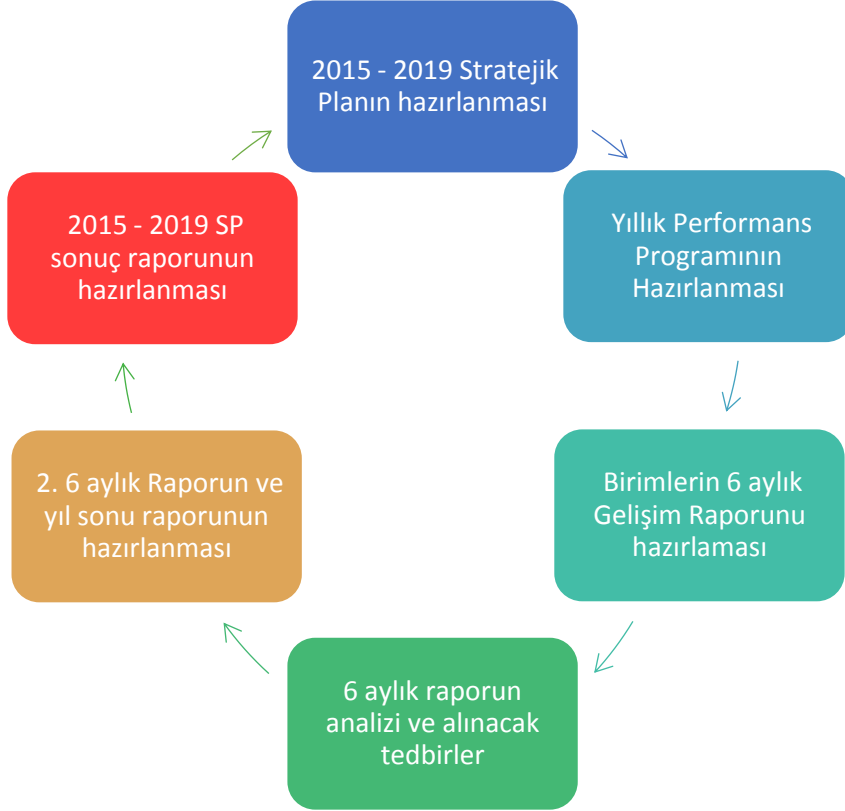 2015 - 2019 Stratejik
Planın hazırlanması
Yıllık Performans
Programının
Hazırlanması
Birimlerin 6 aylık
Gelişim Raporunu
hazırlaması
6 aylık raporun
analizi ve alınacak
tedbirler
2. 6 aylık Raporun ve
yıl sonu raporunun
hazırlanması
2015 - 2019 SP
sonuç raporunun
hazırlanması